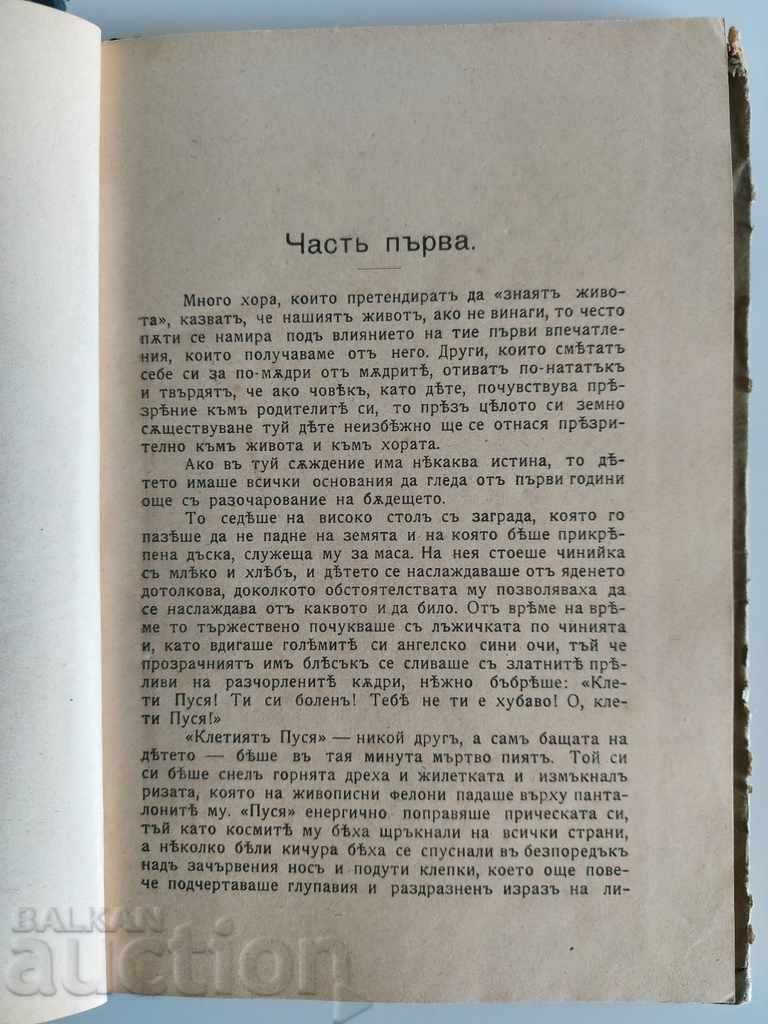 Часть първа.
Много хора, които претендиратъ да «знаятъ живо-
та», казватъ, че нашиятъ животъ, ако не винаги, то често
пѫти се намира подъ влиянието на тие първи впечатле-
ния, които получаваме отъ него. Други, които смѣтатъ
себе си за по-мѫдри отъ мѫдритѣ, отиватъ по-нататъкъ
и твърдятъ, че ако човѣкъ, като дѣте, почувствува прѣ-
зрѣние къмъ родителитѣ си, то прѣзъ цѣлото си земно
сѫществуване туй дѣте неизбѣжно ще се отнася прѣзри-
телно къмъ живота и къмъ хората.
Ако въ туй сѫждение има нѣкаква истина, то дѣ-
тето имаше всички основания да гледа отъ първи години
още съ разочарование на бѫдещето.
То седѣше на високо столъ съ заграда, която го
пазѣше да не падне на земята и на която бѣше прикрѣ-
пена дъска, служеща му за маса. На нея стоеше чинийка
съ млѣко и хлѣбъ, и дѣтето се наслаждаваше отъ яденето
дотолкова, доколкото обстоятелствата му позволяваха да
се наслаждава отъ каквото и да било. Отъ врѣме на врѣ-
ме то тържествено почукваше съ лъжичката по чинията
и, като вдигаше голѣмитѣ си ангелско сини очи, тъй че
прозрачниятъ имъ блѣсъкъ се сливаше съ златнитѣ прѣ-
ливи на разчорленитѣ кѫдри, нѣжно бъбрѣше: «Кле-
ти Пуся! Ти си боленъ! Тебѣ не ти е хубаво! О, кле-
ти Пуся!»
«Клетиятъ Пуся» — никой другъ, а самъ бащата на
дѣтето — бѣше въ тая минута мъртво пиятъ. Той си
си бѣше снелъ горнята дреха и жилетката и измъкналъ
ризата, която на живописни фелони падаше върху панта-
лонитѣ му. «Пуся» енергично поправяше прическата си,
тъй като коситѣ му бѣха щръкнали на всички страни,
а нѣколко бѣли кичура бѣха се спуснали въ безпоредъкъ
надъ зачървения носъ и подути клепки, което още пове-
че подчертаваше глупавия и раздразненъ изразъ на ли-
BALKAN
auction